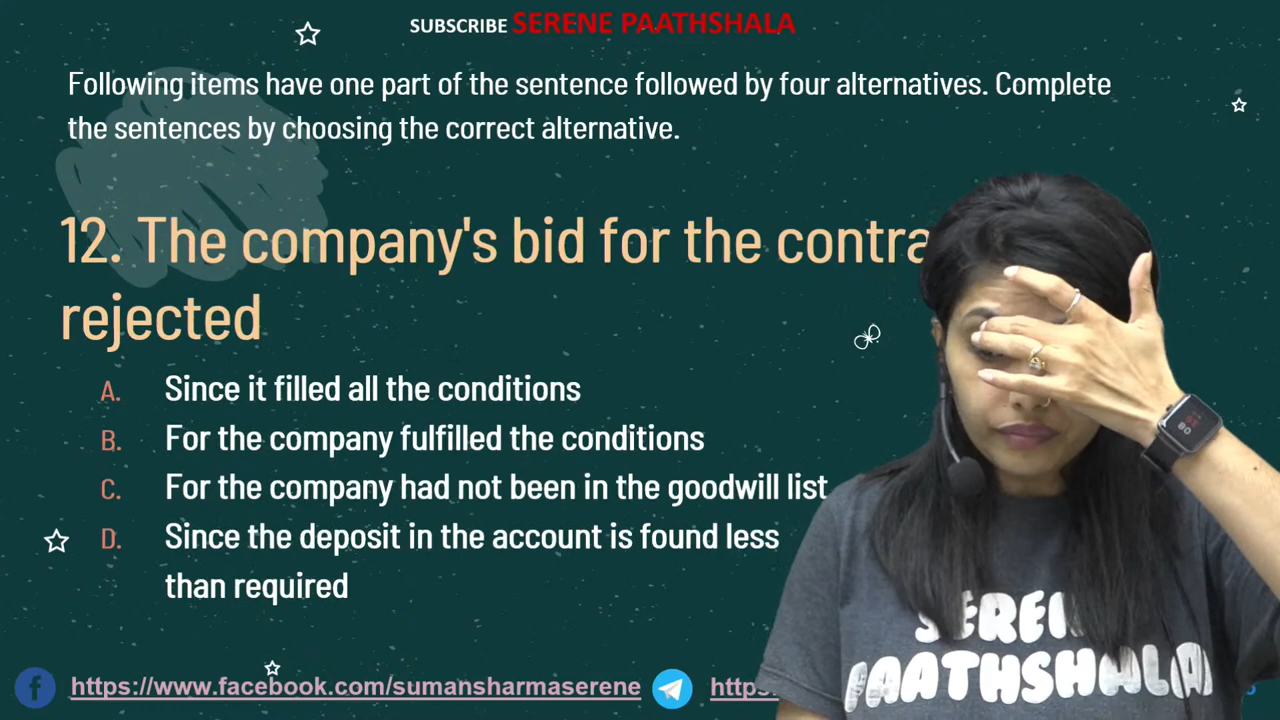 SUBSCRIBE SERENE PAATHSHALA
Following items have one part of the sentence followed by four alternatives. Complete
the sentences by choosing the correct alternative.
12. The company's bid for the contra
rejected
A. Since it filled all the conditions
B. For the company fulfilled the conditions
C. For the company had not been in the goodwill list
D. Since the deposit in the account is found less
than required
SEREN
PAATHSHALA
https://www.facebook.com/sumansharmaserene https: